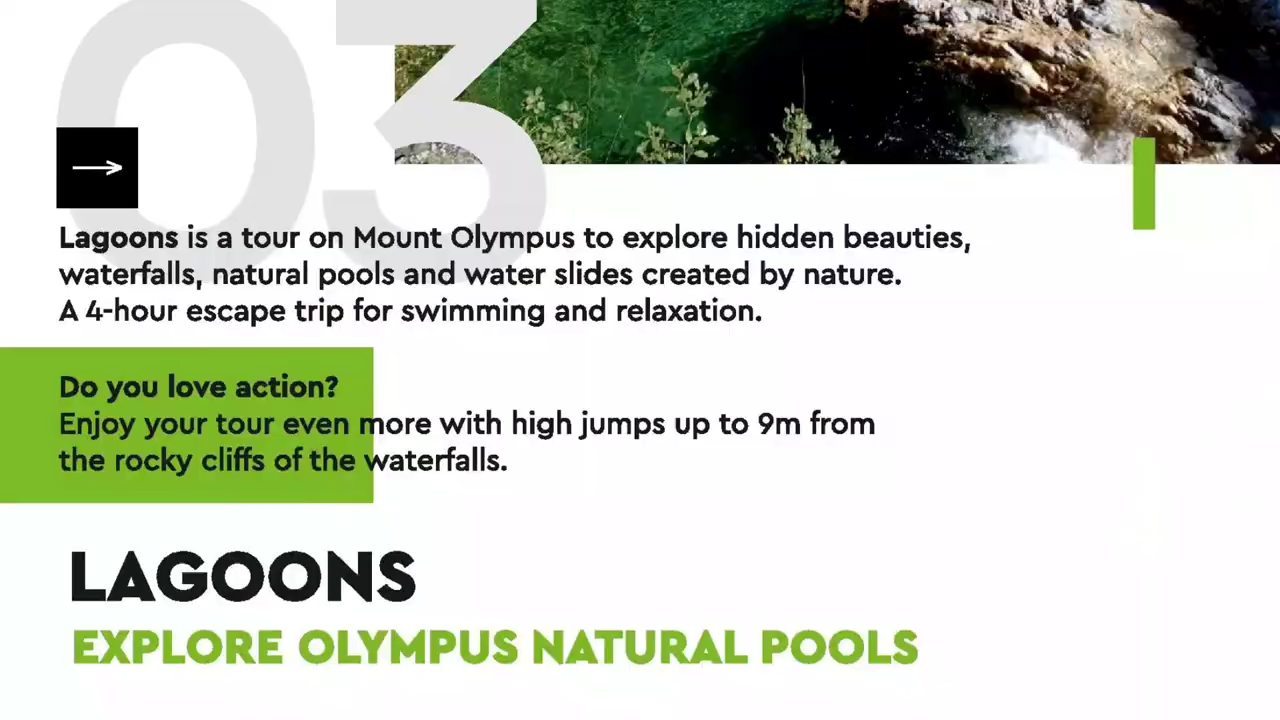 03
Lagoons is a tour on Mount Olympus to explore hidden beauties,
waterfalls, natural pools and water slides created by nature.
A 4-hour escape trip for swimming and relaxation.
Do you love action?
Enjoy your tour even more with high jumps up to 9m from
the rocky cliffs of the waterfalls.
LAGOONS
EXPLORE OLYMPUS NATURAL POOLS